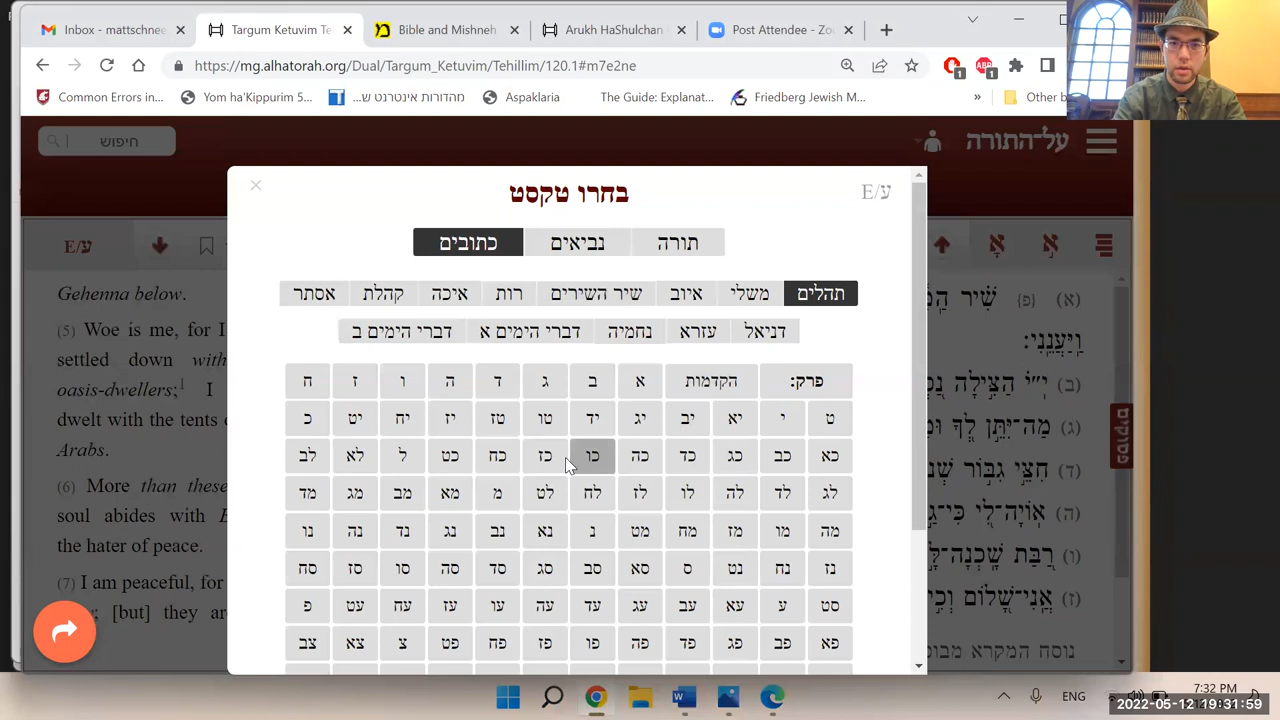 Inbox - mattschnee
Targum Ketuvim Te
Bible and Mishneh
Arukh HaShulchan
Post Attendee - Zoo
https://mg.alhatorah.org/Dual/Targum_Ketuvim/Tehillim/120.1#m7e2ne
Common Errors in...
Yom ha'Kippurim 5...
מהדורות אינטרנט ש...
Aspaklaria
The Guide: Explanat...
Friedberg Jewish M...
»
Other b
חיפוש
על־התורה
בחרו טקסט
E/ע
תורה נביאים כתובים
תהלים משלי איוב שיר השירים רות איכה קהלת אסתר
דניאל עזרא נחמיה דברי הימים א דברי הימים ב
פרק: הקדמות א ב ג ד ה ו ז ח
ט י יא יב יג יד טו טז יז יח יט כ
כא כב כג כד כה כו כז כח כט ל לא לב
לג לד לה לו לז לח לט מ מא מב מג מד
מה מו מז מח מט נ נא נב נג נד נה נו
נז נח נט ס סא סב סג סד סה סו סז סח
סט ע עא עב עג עד עה עו עז עח עט פ
פא פב פג פד פה פו פז פח פט צ צא צב
E/ע
Gehenna below.
(5) Woe is me, for I
settled down with
oasis-dwellers;1 I
dwelt with the tents o
Arabs.
(6) More than these
soul abides with
the hater of peace.
(7) I am peaceful, for
[but] they ar
אָ אֹ
(א) {פ} שִׁיר
וַיַּעֲנֵנִי:
(ב) י״י הַצִּילָה
(ג) מַה־יִּתֵּן לְךָ
(ד) חִצֵּי גִבּוֹר
(ה) אוֹיָה־לִי כִּי
(ו) רַבַּת שָׁכְנָה־לָּ
(ז) אֲנִי־שָׁלוֹם וְכִי
נוסח המקרא מבוס
פסוקים
ENG
7:32 PM
2022-05-12 19:31:59